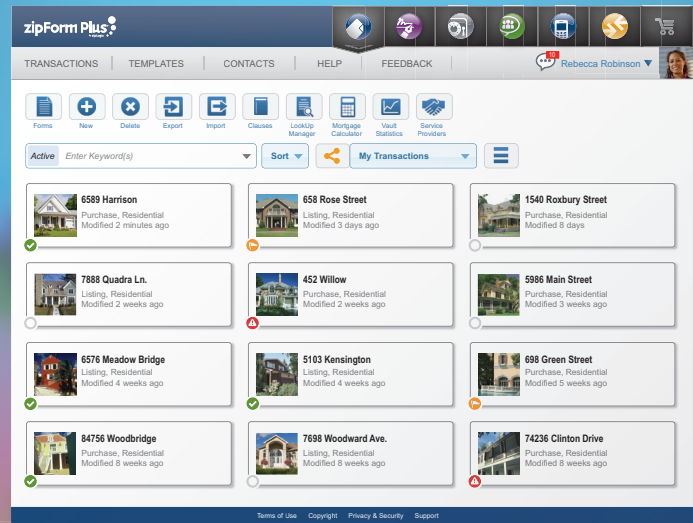 zipForm Plus
TRANSACTIONS TEMPLATES CONTACTS HELP FEEDBACK 10 Rebecca Robinson
Forms New Delete Export Import Clauses LookUp Manager Mortgage Calculator Vault Statistics Service Providers
Active Enter Keyword(s) Sort My Transactions
6589 Harrison
Purchase, Residential
Modified 2 minutes ago
658 Rose Street
Listing, Residential
Modified 3 days ago
1540 Roxbury Street
Purchase, Residential
Modified 8 days
7888 Quadra Ln.
Listing, Residential
Modified 2 weeks ago
452 Willow
Purchase, Residential
Modified 2 weeks ago
5986 Main Street
Purchase, Residential
Modified 3 weeks ago
6576 Meadow Bridge
Listing, Residential
Modified 4 weeks ago
5103 Kensington
Listing, Residential
Modified 4 weeks ago
698 Green Street
Purchase, Residential
Modified 5 weeks ago
84756 Woodbridge
Purchase, Residential
Modified 8 weeks ago
7698 Woodward Ave.
Listing, Residential
Modified 8 weeks ago
74236 Clinton Drive
Purchase, Residential
Modified 8 weeks ago
Terms of Use Copyright Privacy & Security Support